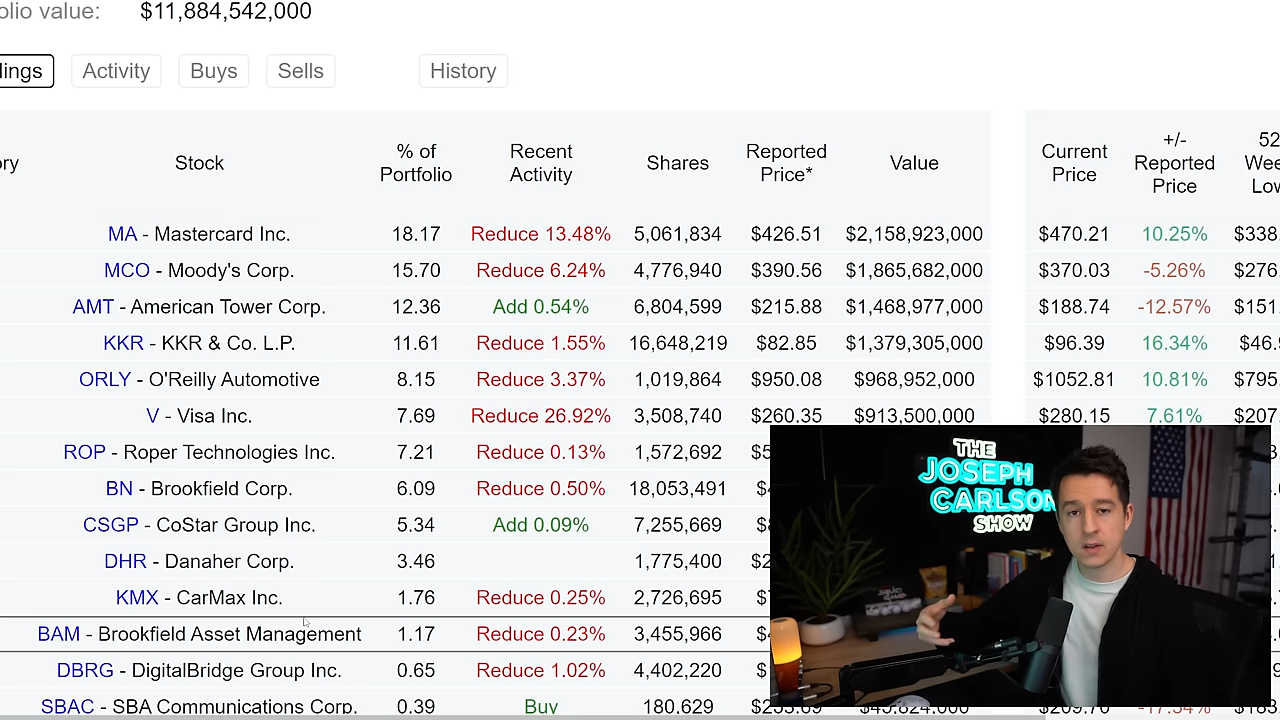 olio value: $11,884,542,000
lings Activity Buys Sells History
ory Stock % of Portfolio Recent Activity Shares Reported Price* Value Current Price +/- Reported Price 52 Wee Low
MA - Mastercard Inc. 18.17 Reduce 13.48% 5,061,834 $426.51 $2,158,923,000 $470.21 10.25% $338
MCO - Moody's Corp. 15.70 Reduce 6.24% 4,776,940 $390.56 $1,865,682,000 $370.03 -5.26% $276
AMT - American Tower Corp. 12.36 Add 0.54% 6,804,599 $215.88 $1,468,977,000 $188.74 -12.57% $151
KKR - KKR & Co. L.P. 11.61 Reduce 1.55% 16,648,219 $82.85 $1,379,305,000 $96.39 16.34% $46.
ORLY - O'Reilly Automotive 8.15 Reduce 3.37% 1,019,864 $950.08 $968,952,000 $1052.81 10.81% $795
V - Visa Inc. 7.69 Reduce 26.92% 3,508,740 $260.35 $913,500,000 $280.15 7.61% $207
ROP - Roper Technologies Inc. 7.21 Reduce 0.13% 1,572,692
BN - Brookfield Corp. 6.09 Reduce 0.50% 18,053,491
CSGP - CoStar Group Inc. 5.34 Add 0.09% 7,255,669
DHR - Danaher Corp. 3.46 1,775,400
KMX - CarMax Inc. 1.76 Reduce 0.25% 2,726,695
BAM - Brookfield Asset Management 1.17 Reduce 0.23% 3,455,966
DBRG - DigitalBridge Group Inc. 0.65 Reduce 1.02% 4,402,220
SBAC - SBA Communications Corp. 0.39 Buy 180,629
THE
JOSEPH
CARLSON
SHOW